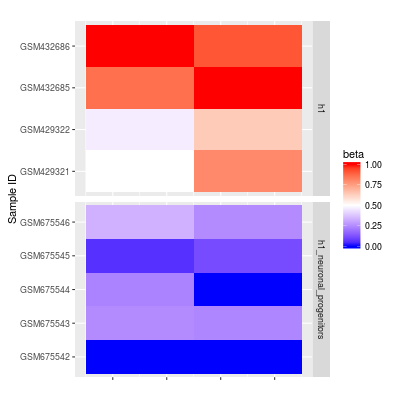 GSM432686
GSM432685
GSM429322
GSM429321
h1
GSM675546
GSM675545
GSM675544
GSM675543
GSM675542
h1_neuronal_progenitors
Sample ID
beta
1.00
0.75
0.50
0.25
0.00